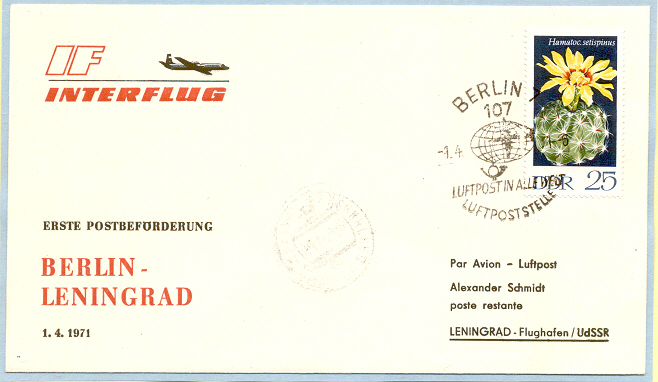 IF
INTERFLUG
Hamatoc. setispinus
DDR 25
BERLIN
107
-1.4.
LUFTPOST IN ALLE WELT
LUFTPOSTSTELLE
ERSTE POSTBEFÖRDERUNG
BERLIN-
LENINGRAD
1. 4. 1971
Par Avion – Luftpost
Alexander Schmidt
poste restante
LENINGRAD - Flughafen / UdSSR